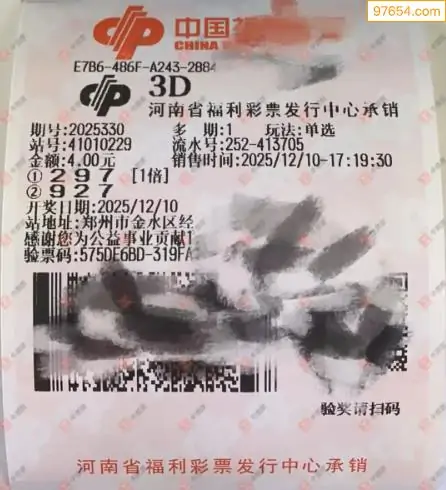 97654.com
中国福
CHINA
E7B6-486F-A243-2884
3D
河南省福利彩票发行中心承销
期号:2025330 多 期:1 玩法:单选
站号:41010229 流水号:252-413705
金额:4.00元 销售时间:2025/12/10-17:19:30
① 2 9 7 [1倍]
② 9 2 7
开奖日期:2025/12/10
站地址:郑州市金水区经
感谢您为公益事业贡献1
验票码:575DE6BD-319FA
验奖请扫码
河南省福利彩票发行中心承销